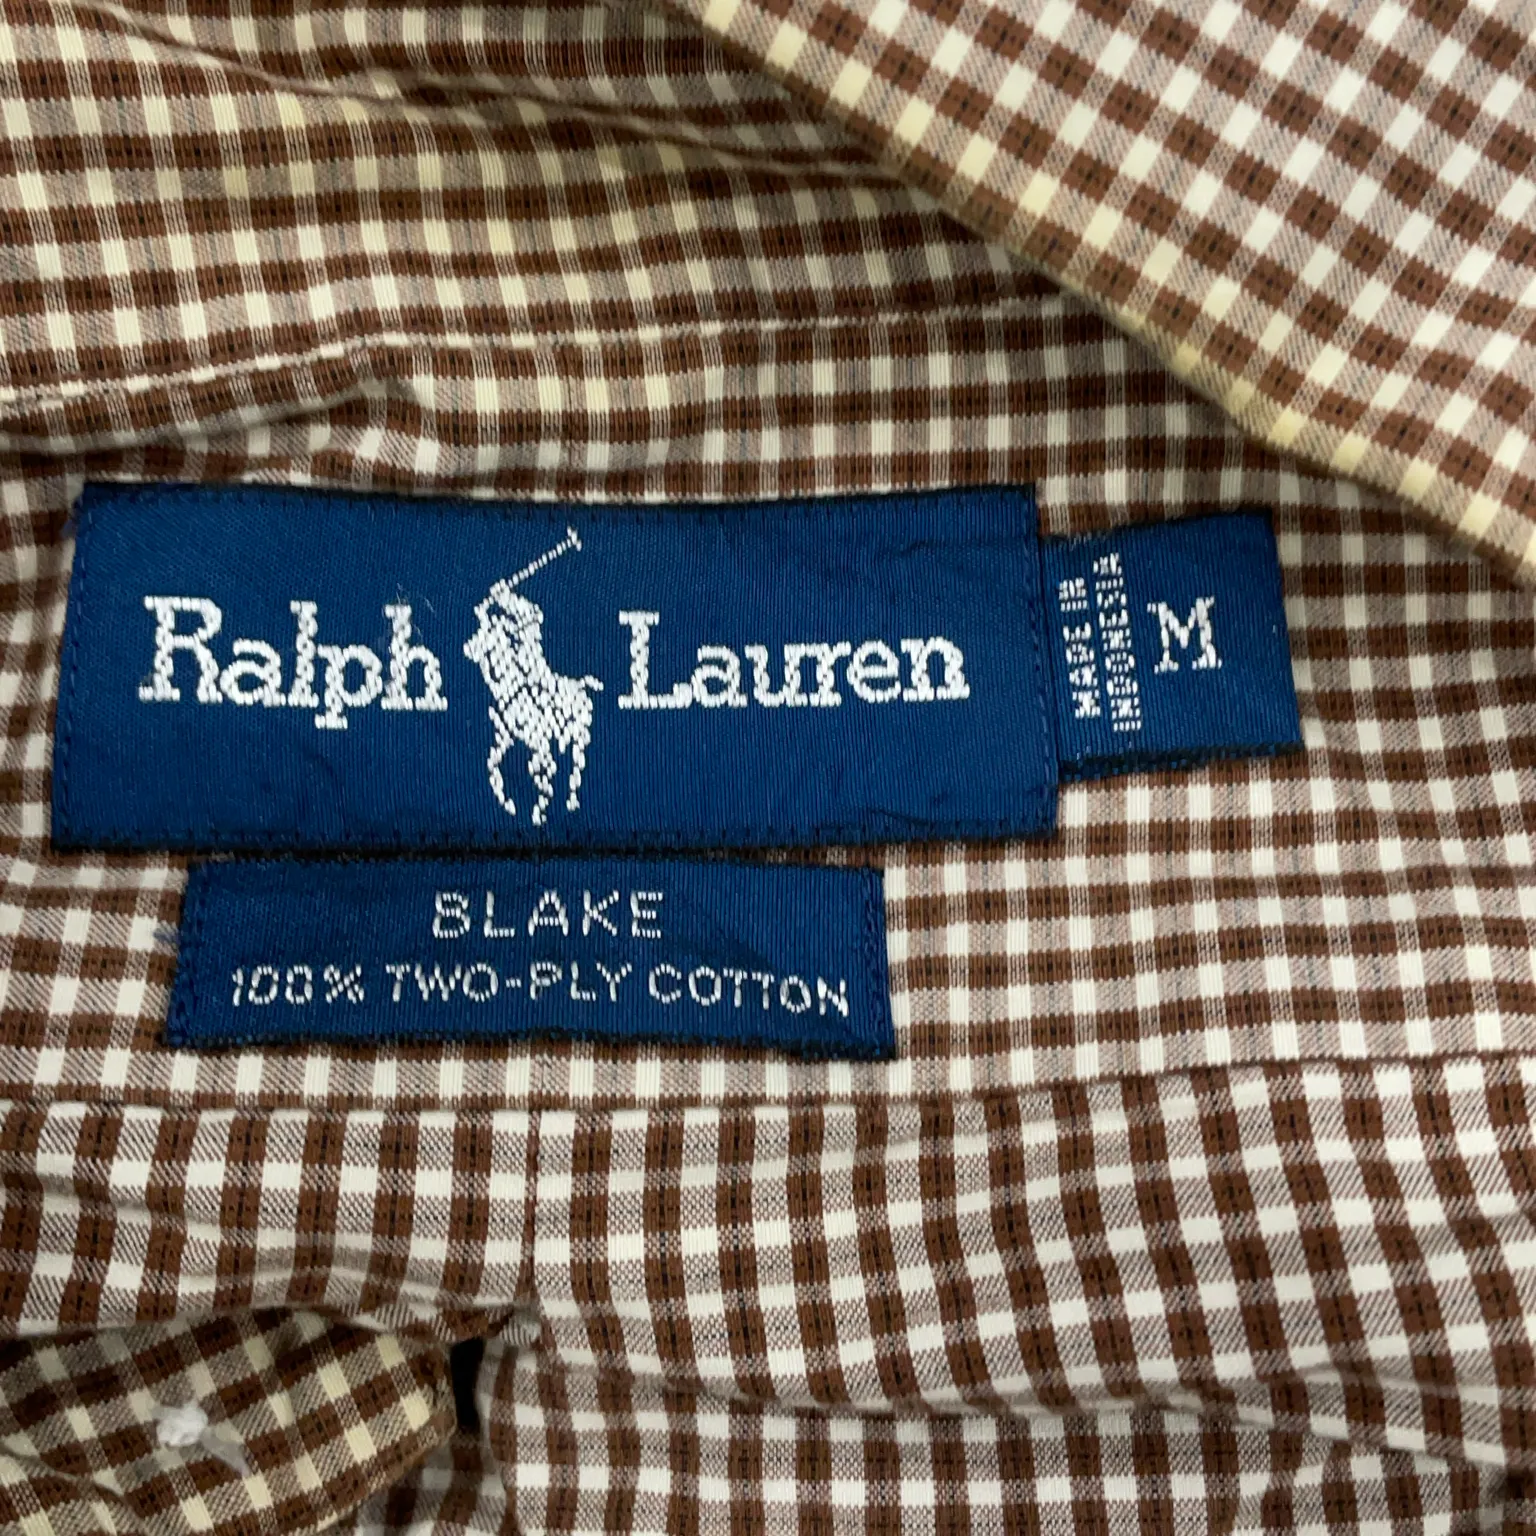 Ralph Lauren
MADE IN
INDONESIA
M
BLAKE
100% TWO-PLY COTTON